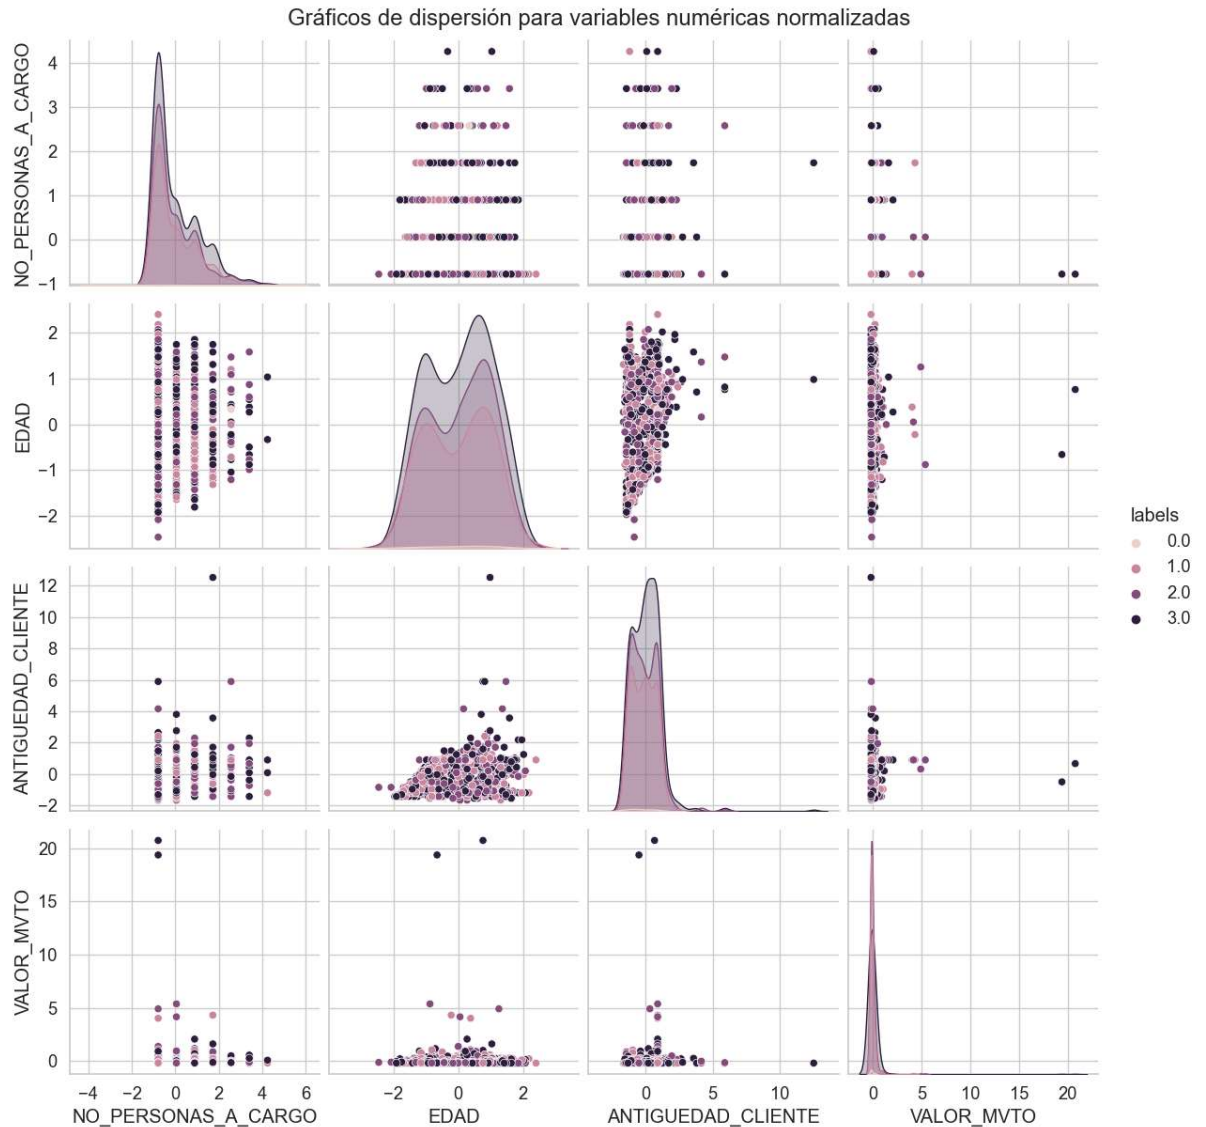 Gráficos de dispersión para variables numéricas normalizadas
NO_PERSONAS_A_CARGO
4
3
2
1
0
−1
EDAD
2
1
0
−1
−2
ANTIGUEDAD_CLIENTE
12
10
8
6
4
2
0
−2
VALOR_MVTO
20
15
10
5
0
−4 −2 0 2 4 6
NO_PERSONAS_A_CARGO
−2 0 2
EDAD
0 5 10
ANTIGUEDAD_CLIENTE
0 5 10 15 20
VALOR_MVTO
labels
0.0
1.0
2.0
3.0